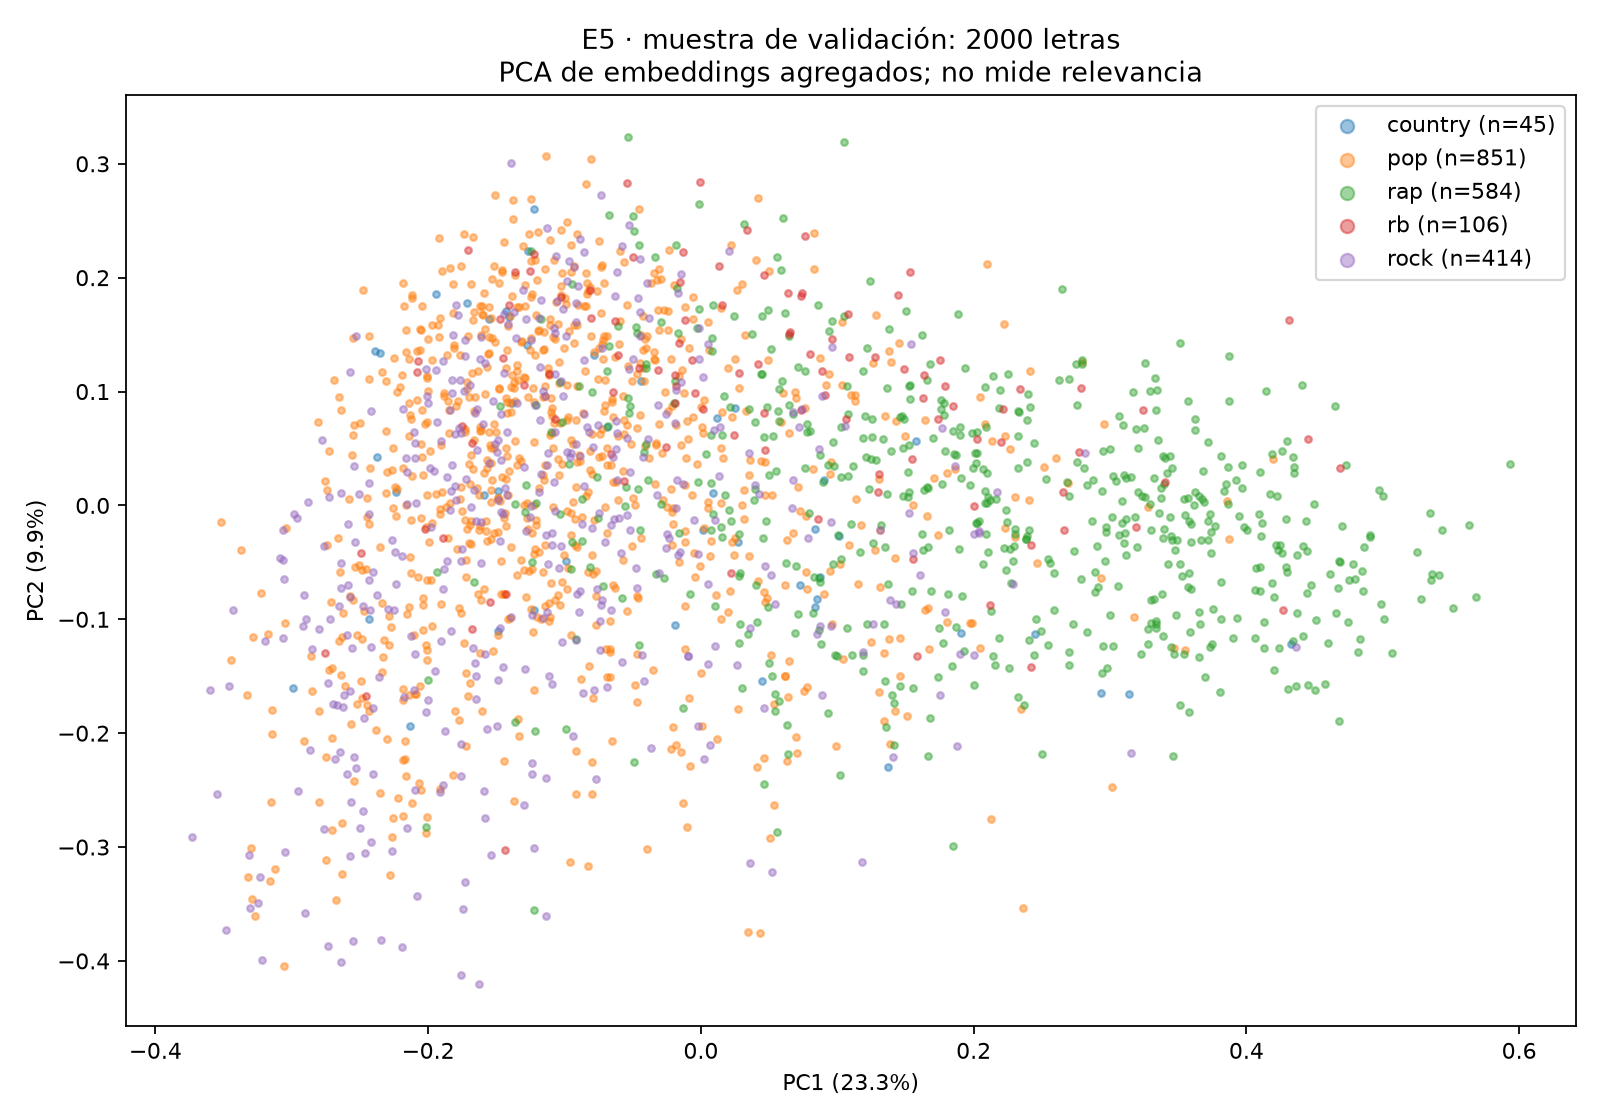 E5 · muestra de validación: 2000 letras
PCA de embeddings agregados; no mide relevancia
country (n=45)
pop (n=851)
rap (n=584)
rb (n=106)
rock (n=414)
PC2 (9.9%)
0.3
0.2
0.1
0.0
−0.1
−0.2
−0.3
−0.4
−0.4
−0.2
0.0
0.2
0.4
0.6
PC1 (23.3%)